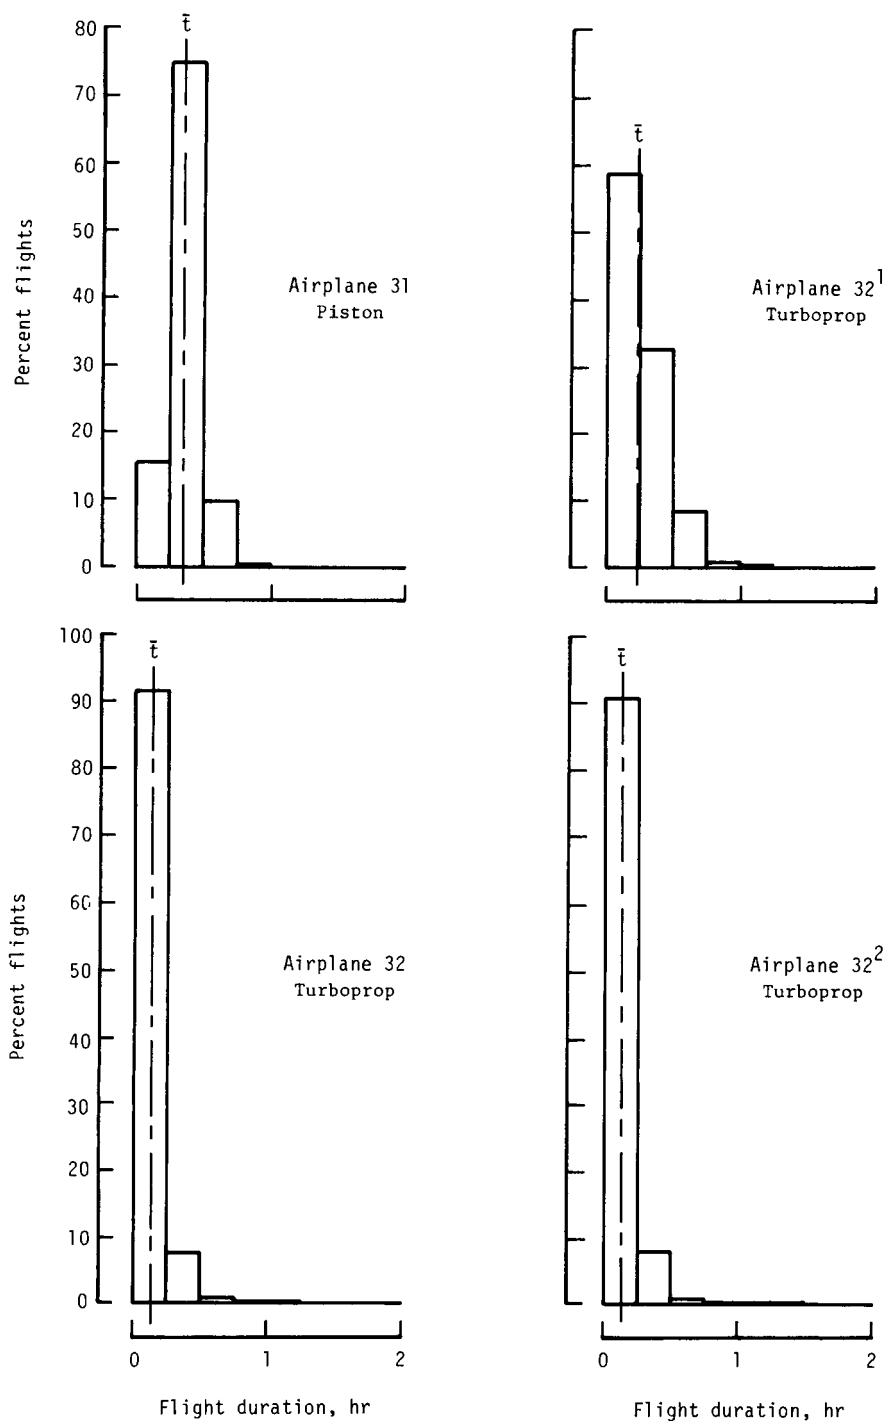 t̄
80
70
60
50
40
30
20
10
0
Percent flights
Airplane 31
Piston
t̄
Airplane 32¹
Turboprop
t̄
100
90
80
70
60
50
40
30
20
10
0
Percent flights
Airplane 32
Turboprop
0
1
2
Flight duration, hr
t̄
Airplane 32²
Turboprop
0
1
2
Flight duration, hr